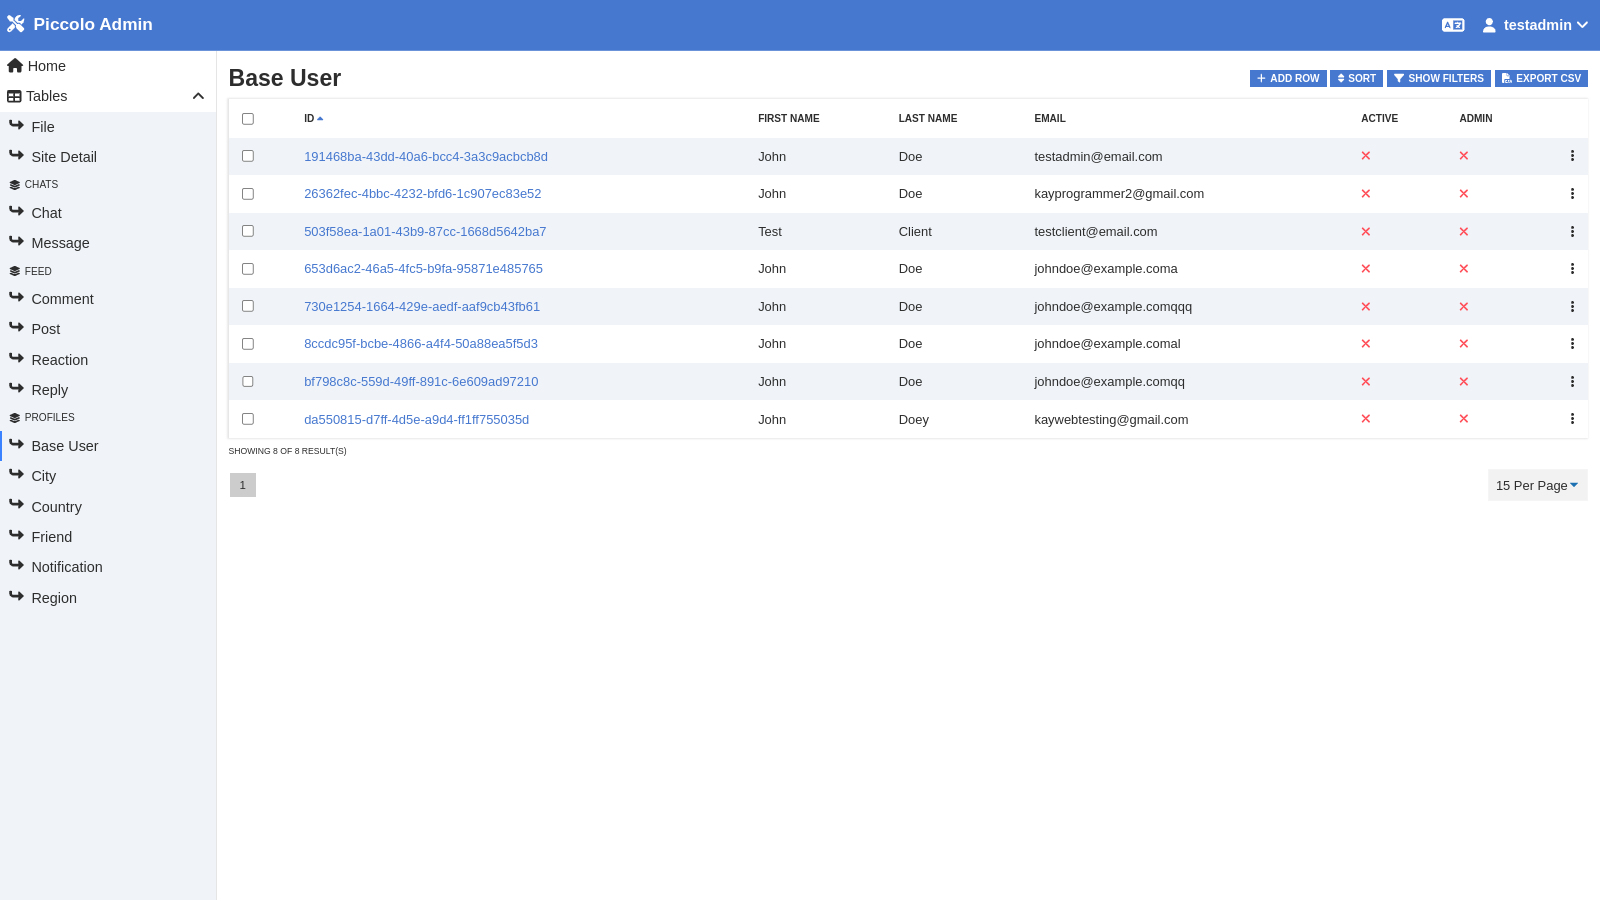 Piccolo Admin
testadmin
Home
Tables
File
Site Detail
CHATS
Chat
Message
FEED
Comment
Post
Reaction
Reply
PROFILES
Base User
City
Country
Friend
Notification
Region
Base User
ADD ROW SORT SHOW FILTERS EXPORT CSV
ID FIRST NAME LAST NAME EMAIL ACTIVE ADMIN
191468ba-43dd-40a6-bcc4-3a3c9acbcb8d John Doe testadmin@email.com
26362fec-4bbc-4232-bfd6-1c907ec83e52 John Doe kayprogrammer2@gmail.com
503f58ea-1a01-43b9-87cc-1668d5642ba7 Test Client testclient@email.com
653d6ac2-46a5-4fc5-b9fa-95871e485765 John Doe johndoe@example.coma
730e1254-1664-429e-aedf-aaf9cb43fb61 John Doe johndoe@example.comqqq
8ccdc95f-bcbe-4866-a4f4-50a88ea5f5d3 John Doe johndoe@example.comal
bf798c8c-559d-49ff-891c-6e609ad97210 John Doe johndoe@example.comqq
da550815-d7ff-4d5e-a9d4-ff1ff755035d John Doey kaywebtesting@gmail.com
SHOWING 8 OF 8 RESULT(S)
1
15 Per Page